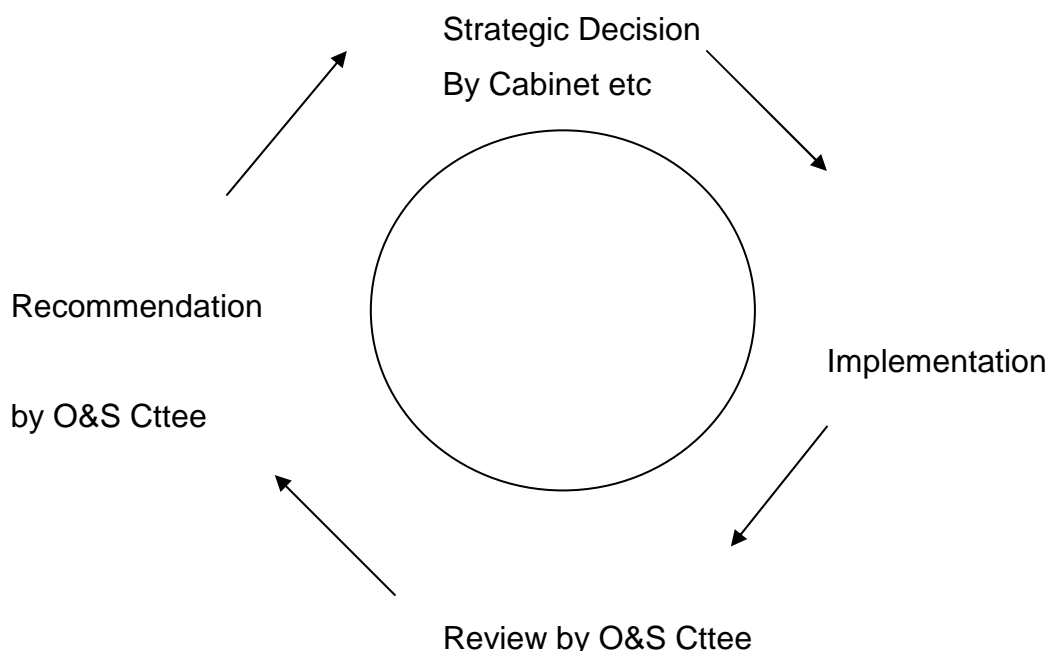 Strategic Decision
By Cabinet etc
Recommendation
by O&S Cttee
Implementation
Review by O&S Cttee